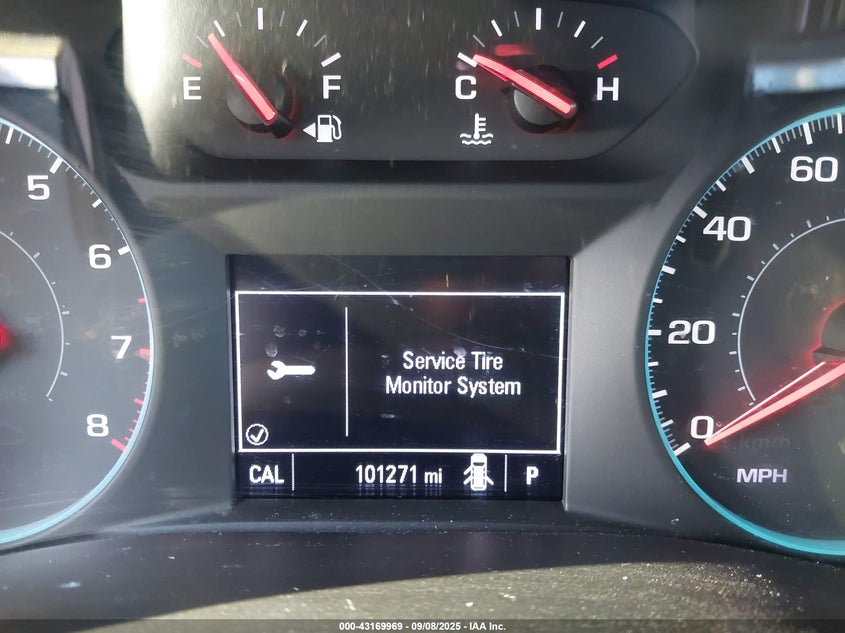 E F
C H
5
6
7
8
60
40
20
0
km/h
MPH
Service Tire
Monitor System
CAL 101271 mi P
000-43169969 - 09/08/2025 - IAA Inc.